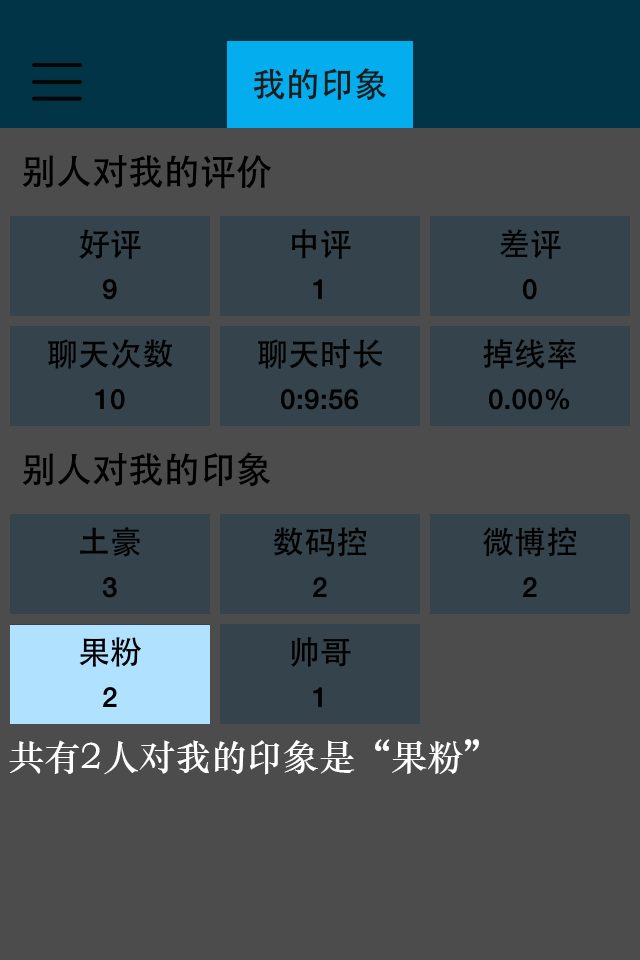 我的印象
别人对我的评价
好评 中评 差评
9 1 0
聊天次数 聊天时长 掉线率
10 0:9:56 0.00%
别人对我的印象
土豪 数码控 微博控
3 2 2
果粉 帅哥
2 1
共有2人对我的印象是“果粉”